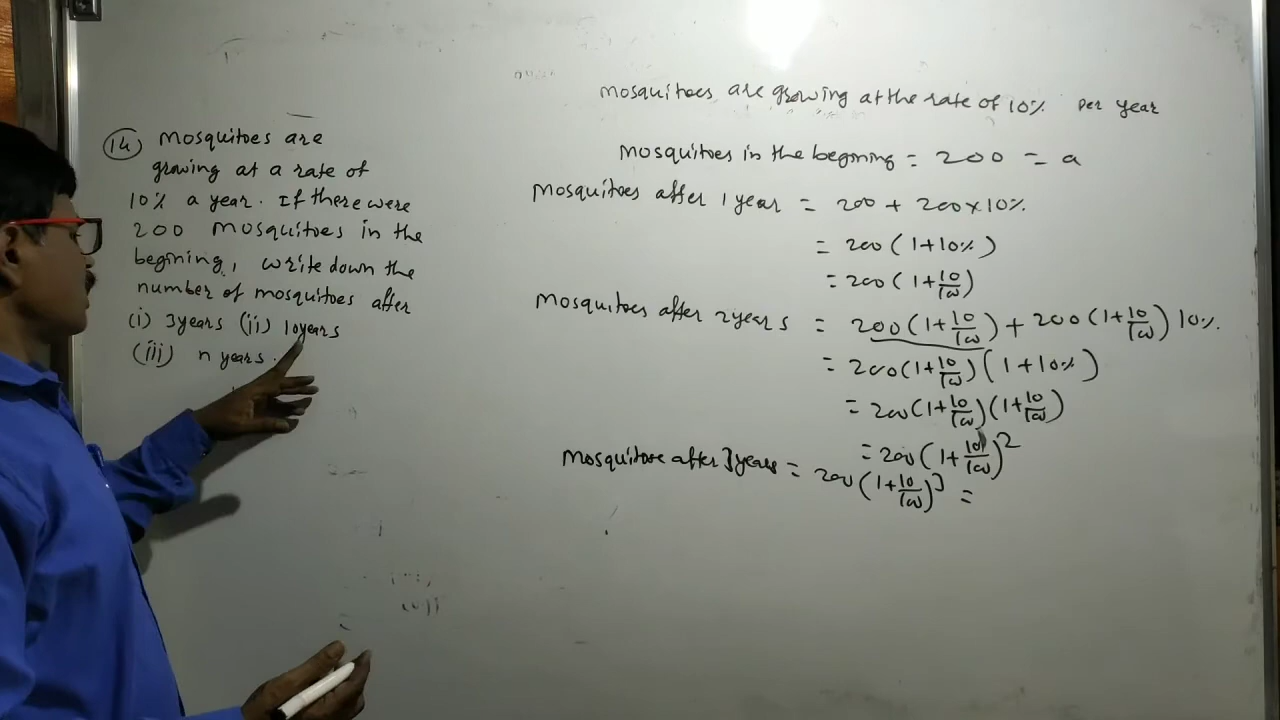 14 Mosquitoes are
growing at a rate of
10% a year. If there were
200 mosquitoes in the
begining, write down the
number of mosquitoes after
(i) 3years (ii) 10years
(iii) n years.
Mosquitoes are growing at the rate of 10% per year
Mosquitoes in the begining = 200 = a
Mosquitoes after 1 year = 200 + 200×10%
= 200(1+10%)
= 200(1+10/100)
Mosquitoes after 2years = 200(1+10/100)+200(1+10/100)10%
= 200(1+10/100)(1+10%)
= 200(1+10/100)(1+10/100)
= 200(1+10/100)2
Mosquitoes after 3years = 200(1+10/100)3 =